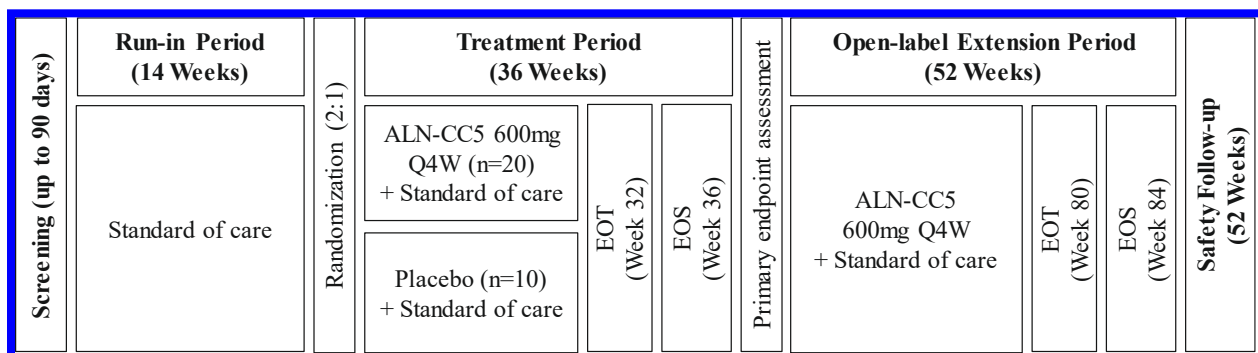 Screening (up to 90 days)
Run-in Period
(14 Weeks)
Standard of care
Randomization (2:1)
Treatment Period
(36 Weeks)
ALN-CC5 600mg
Q4W (n=20)
+ Standard of care
Placebo (n=10)
+ Standard of care
EOT
(Week 32)
EOS
(Week 36)
Primary endpoint assessment
Open-label Extension Period
(52 Weeks)
ALN-CC5
600mg Q4W
+ Standard of care
EOT
(Week 80)
EOS
(Week 84)
Safety Follow-up
(52 Weeks)